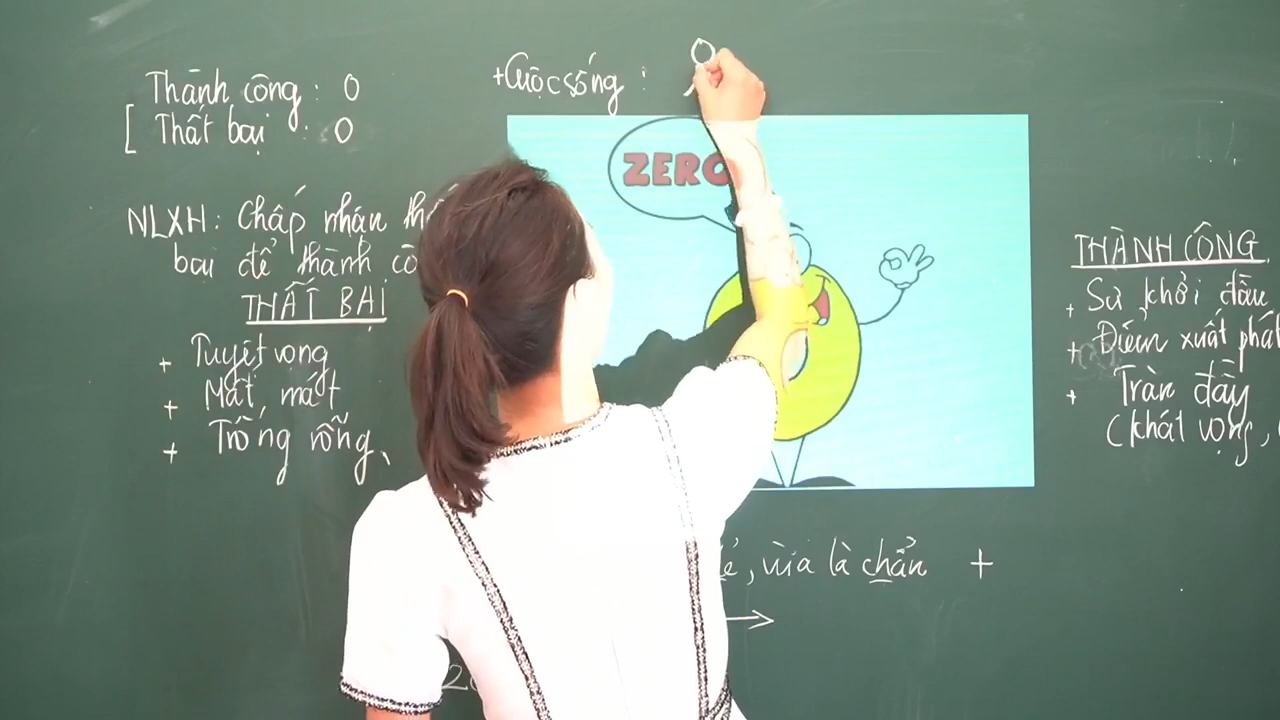 Thành công : 0
[ Thất bại : 0
+ Cuộc sống : 0
ZERO
NLXH: Chấp nhận
bại để thành
THẤT BẠI
+ Tuyệt vọng
+ Mất mát
+ Trống rỗng,
THÀNH CÔNG
+ Sự khởi đầu
+ Điểm xuất phát
+ Tràn đầy
(khát vọng,
, vừa là chẵn +
→